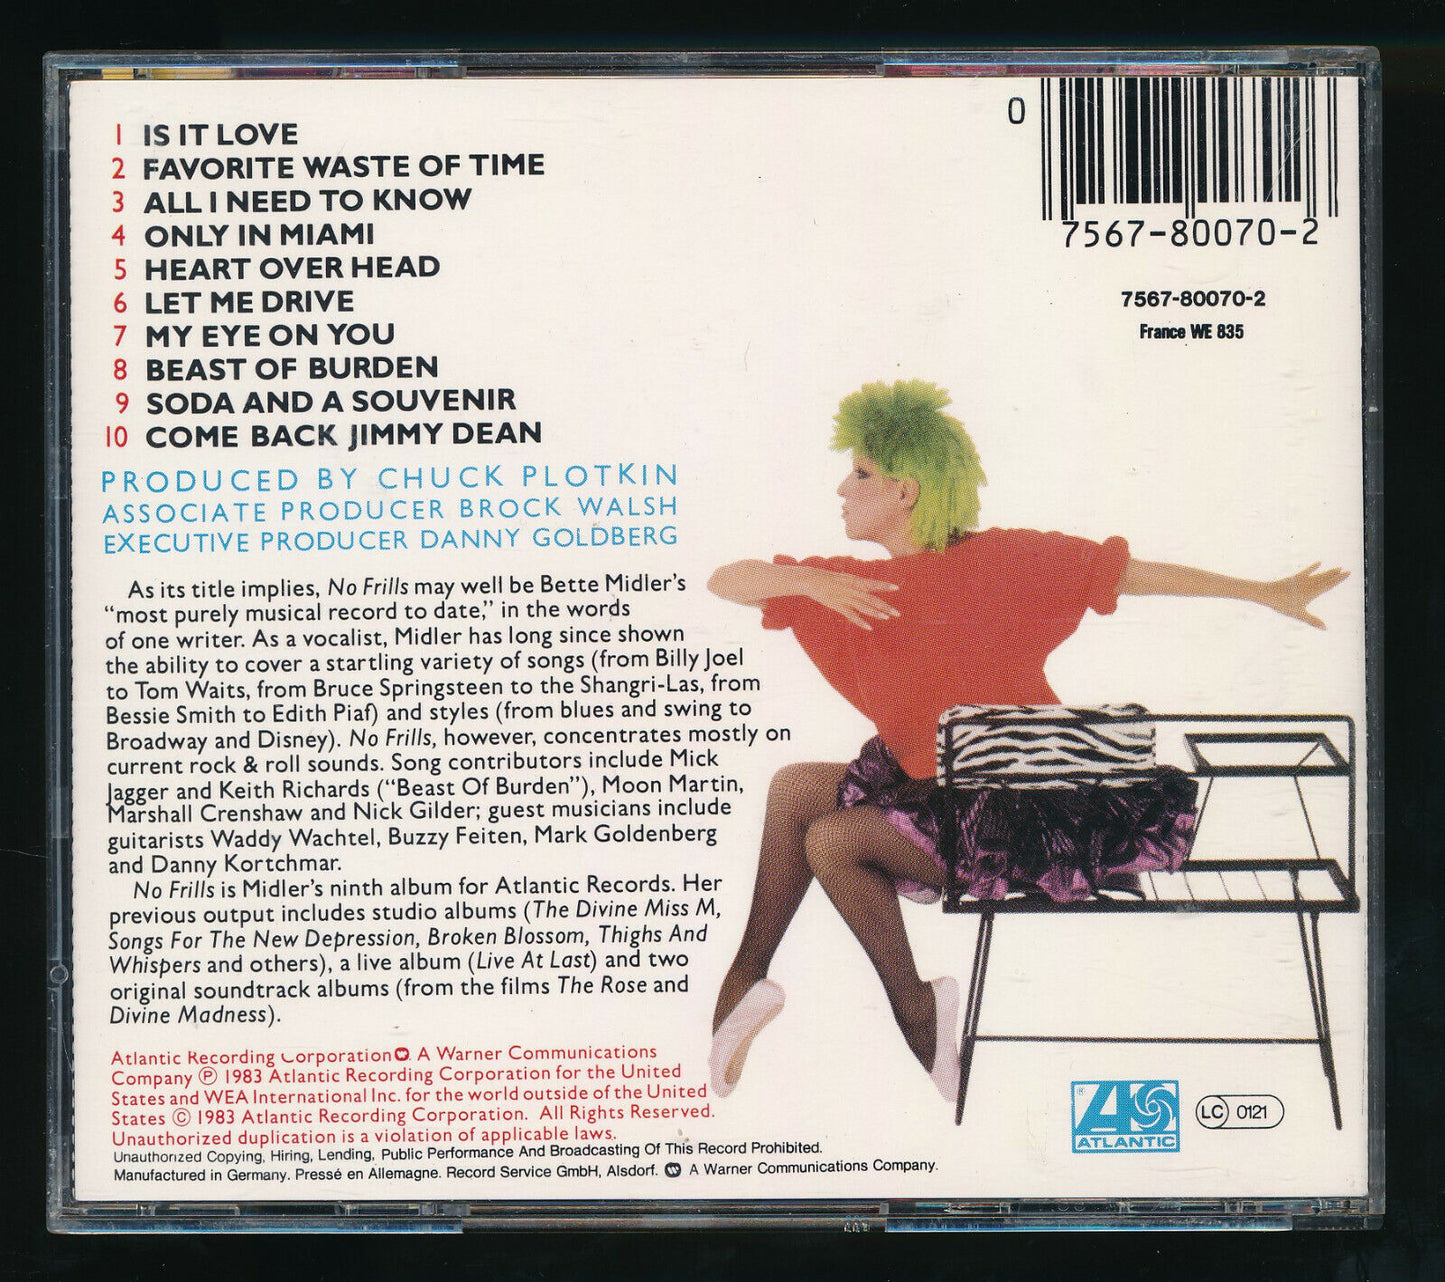 1 IS IT LOVE
2 FAVORITE WASTE OF TIME
3 ALL I NEED TO KNOW
4 ONLY IN MIAMI
5 HEART OVER HEAD
6 LET ME DRIVE
7 MY EYE ON YOU
8 BEAST OF BURDEN
9 SODA AND A SOUVENIR
10 COME BACK JIMMY DEAN
PRODUCED BY CHUCK PLOTKIN
ASSOCIATE PRODUCER BROCK WALSH
EXECUTIVE PRODUCER DANNY GOLDBERG
As its title implies, No Frills may well be Bette Midler's
"most purely musical record to date," in the words
of one writer. As a vocalist, Midler has long since shown
the ability to cover a startling variety of songs (from Billy Joel
to Tom Waits, from Bruce Springsteen to the Shangri-Las, from
Bessie Smith to Edith Piaf) and styles (from blues and swing to
Broadway and Disney). No Frills, however, concentrates mostly on
current rock & roll sounds. Song contributors include Mick
Jagger and Keith Richards ("Beast Of Burden"), Moon Martin,
Marshall Crenshaw and Nick Gilder; guest musicians include
guitarists Waddy Wachtel, Buzzy Feiten, Mark Goldenberg
and Danny Kortchmar.
No Frills is Midler's ninth album for Atlantic Records. Her
previous output includes studio albums (The Divine Miss M,
Songs For The New Depression, Broken Blossom, Thighs And
Whispers and others), a live album (Live At Last) and two
original soundtrack albums (from the films The Rose and
Divine Madness).
Atlantic Recording Corporation. A Warner Communications
Company ℗ 1983 Atlantic Recording Corporation for the United
States and WEA International Inc. for the world outside of the United
States © 1983 Atlantic Recording Corporation. All Rights Reserved.
Unauthorized duplication is a violation of applicable laws.
Unauthorized Copying, Hiring, Lending, Public Performance And Broadcasting Of This Record Prohibited.
Manufactured in Germany. Pressé en Allemagne. Record Service GmbH, Alsdorf. A Warner Communications Company.
0
7567-80070-2
7567-80070-2
France WE 835
ATLANTIC
LC 0121